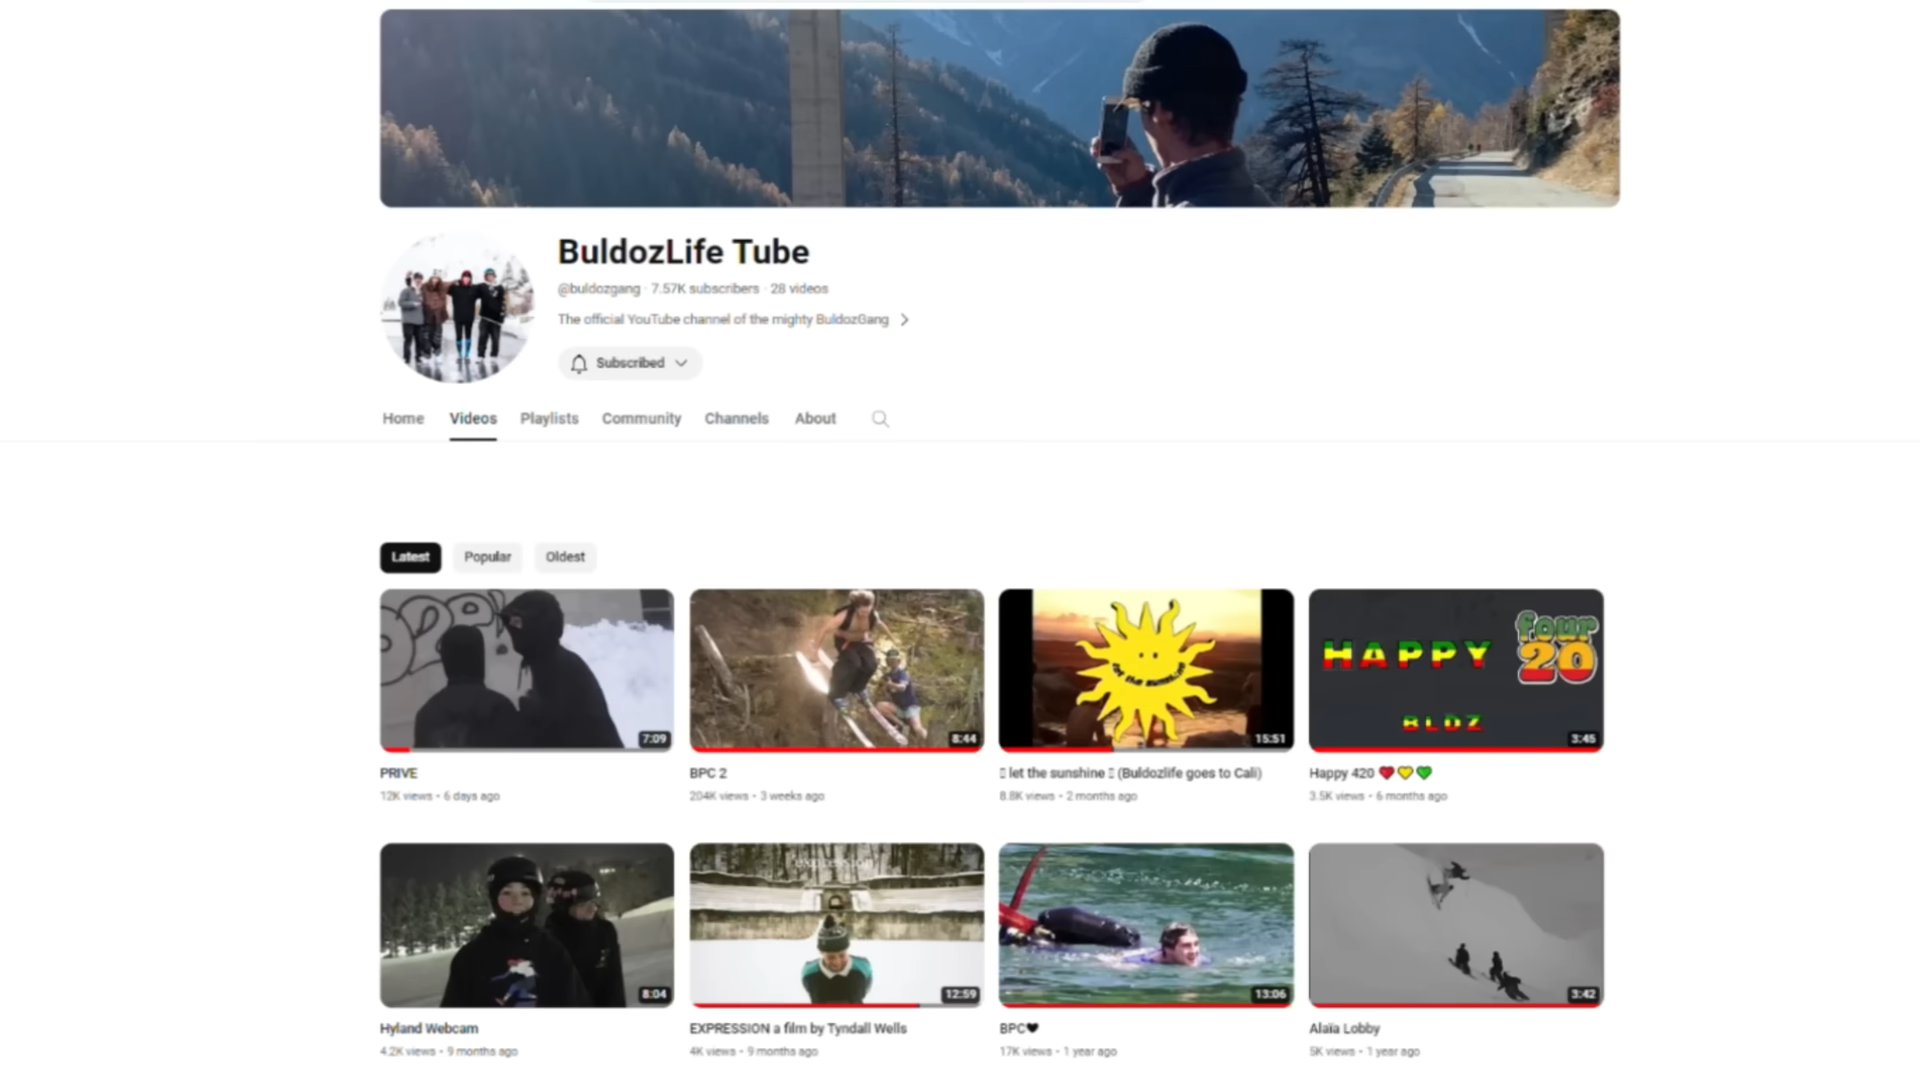 BuldozLife Tube
@buldozgang · 7.57K subscribers · 28 videos
The official YouTube channel of the mighty BuldozGang
Subscribed
Home Videos Playlists Community Channels About
Latest Popular Oldest
7:09
8:44
let the sunshine
15:51
HAPPY
four
20
BLDZ
3:45
PRIVE
12K views • 6 days ago
BPC 2
204K views • 3 weeks ago
let the sunshine (Buldozlife goes to Cali)
8.8K views • 2 months ago
Happy 420 ❤️💛💚
3.5K views • 6 months ago
8:04
expression
12:59
13:06
3:42
Hyland Webcam
4.2K views • 9 months ago
EXPRESSION a film by Tyndall Wells
4K views • 9 months ago
BPC🖤
17K views • 1 year ago
Alaïa Lobby
5K views • 1 year ago